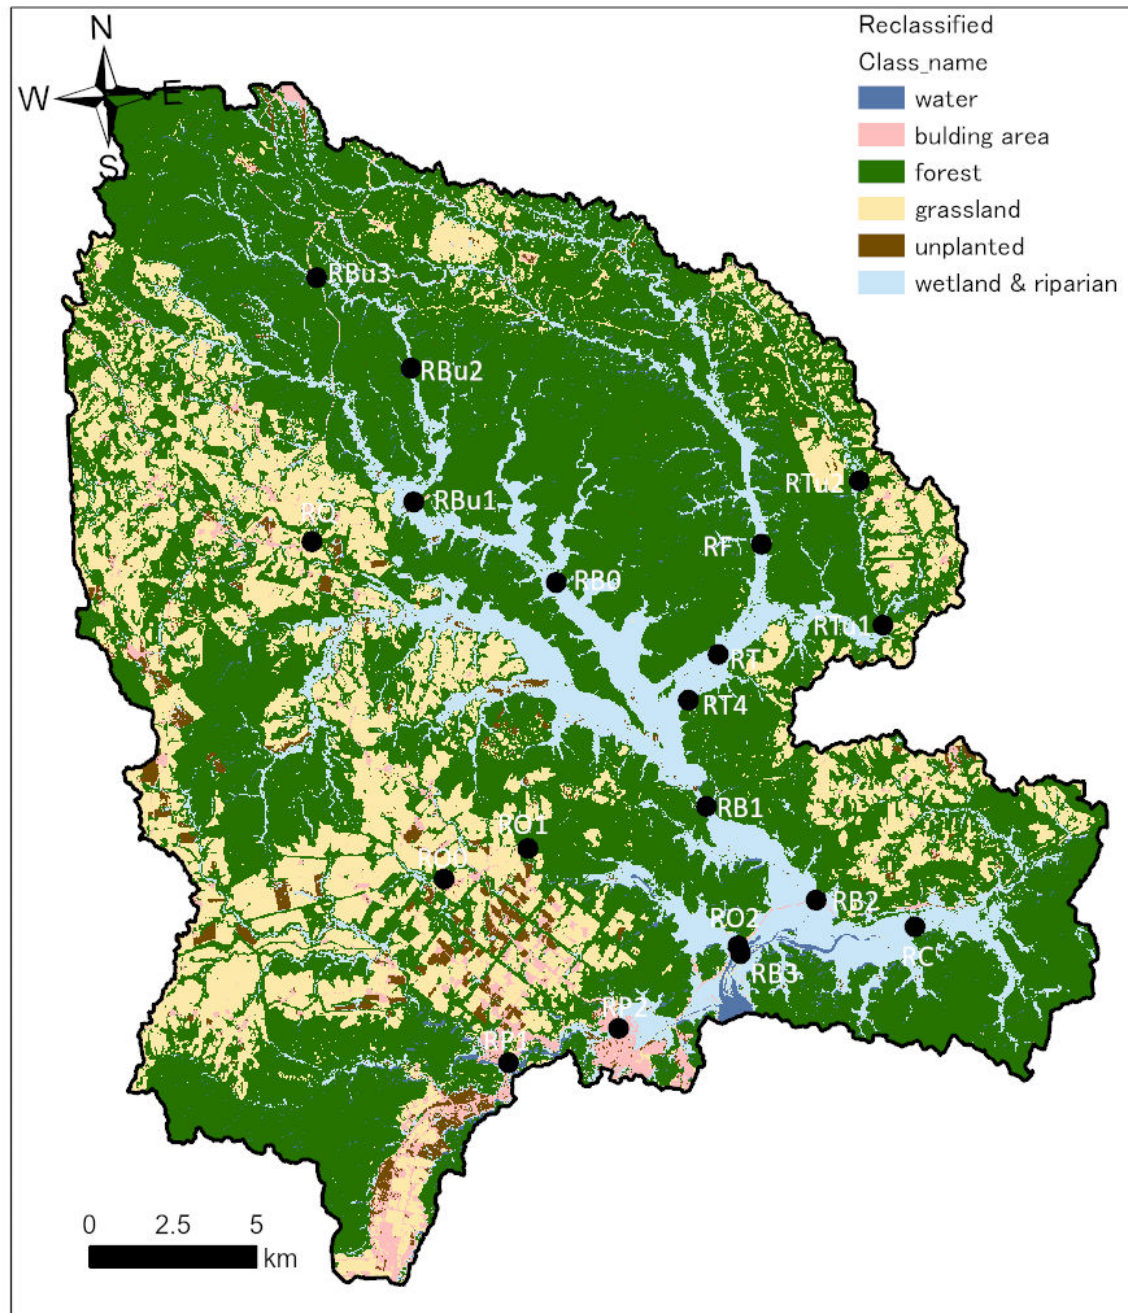 N
W E
S
Reclassified
Class_name
water
bulding area
forest
grassland
unplanted
wetland & riparian
RBu3
RBu2
RTu2
RBu1
RO
RF
RB0
RTu1
RT
RT4
RB1
RO1
RO0
RB2
RO2
RC
RB3
RP2
RP1
0 2.5 5
km